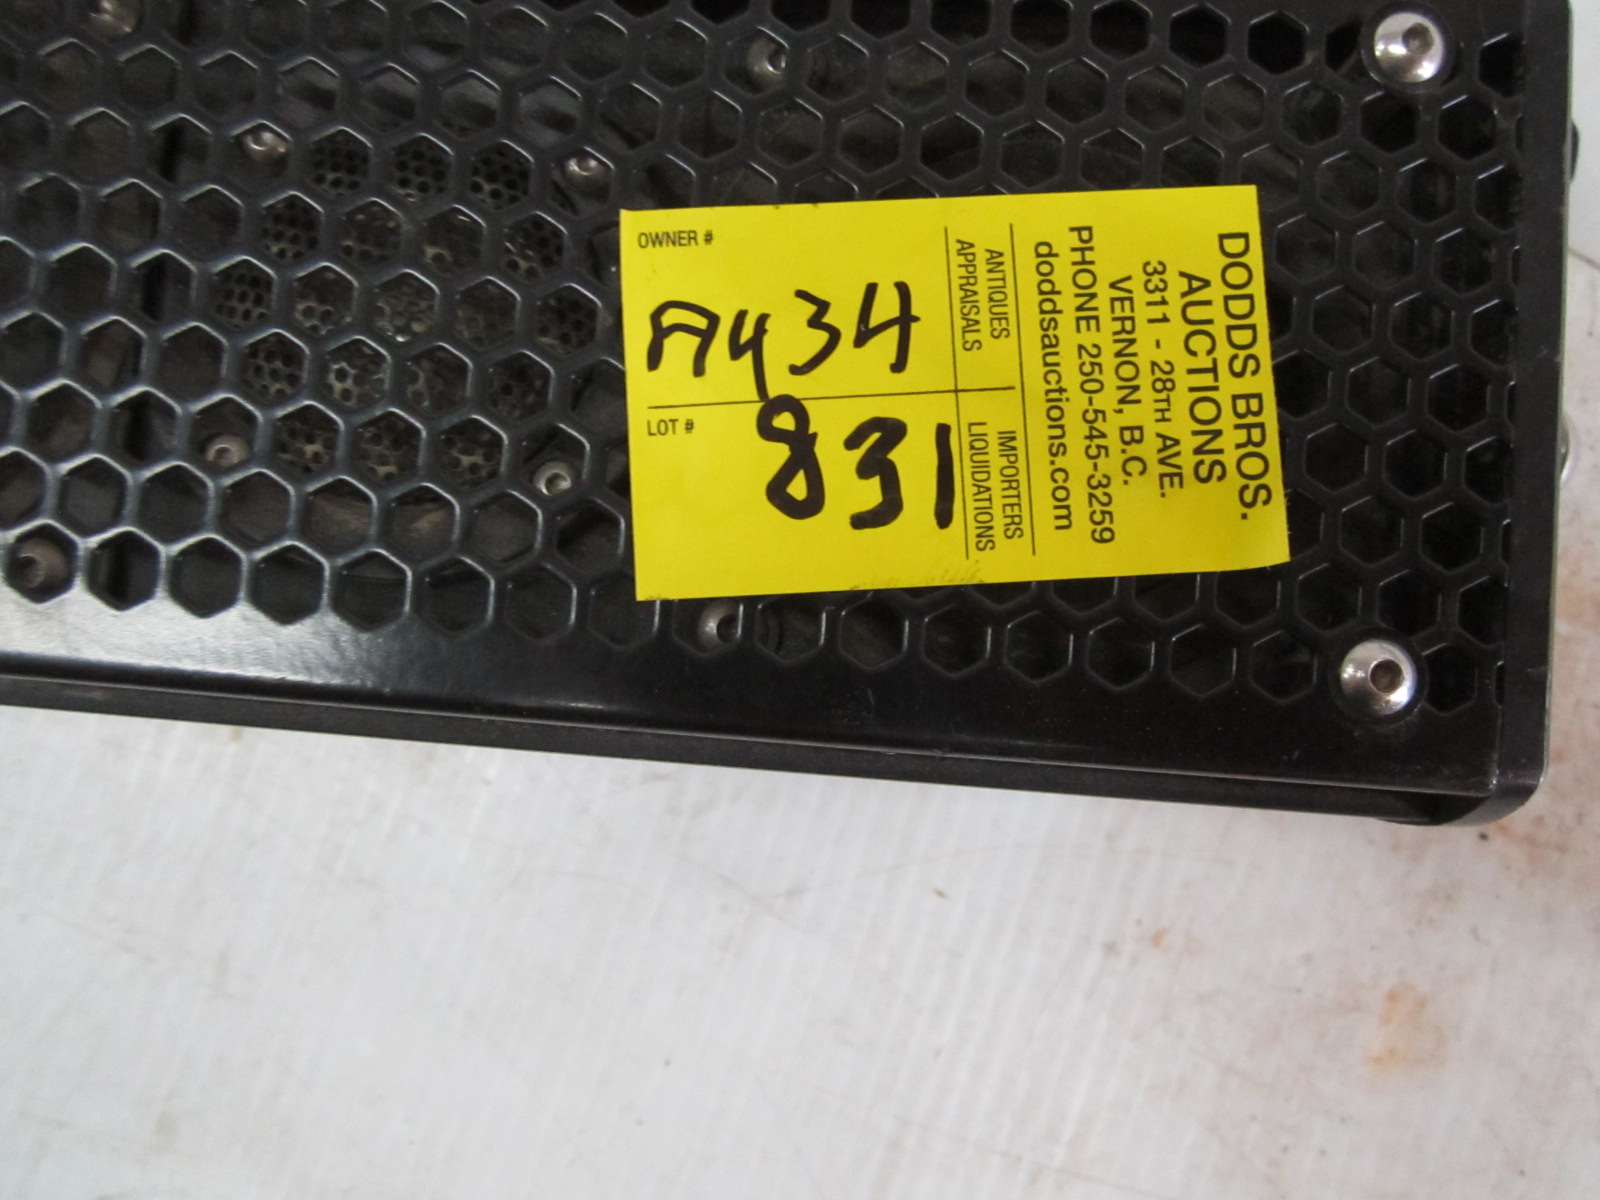 OWNER #
A434
LOT #
831
ANTIQUES
APPRAISALS
IMPORTERS
LIQUIDATIONS
DODDS BROS.
AUCTIONS
3311 - 28TH AVE.
VERNON, B.C.
PHONE 250-545-3259
doddsauctions.com